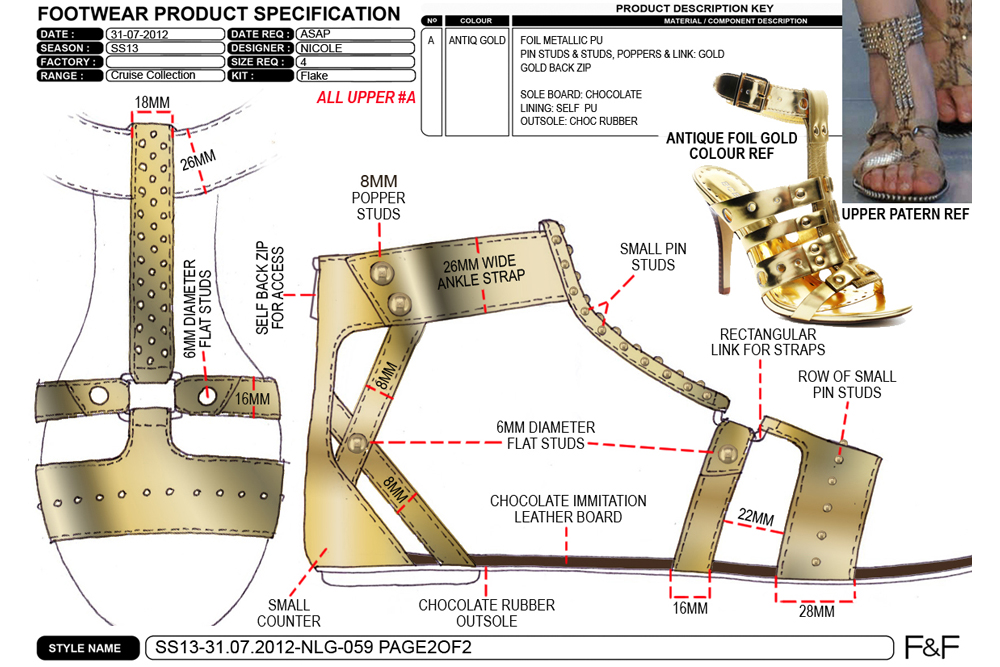 FOOTWEAR PRODUCT SPECIFICATION
DATE : 31-07-2012 DATE REQ : ASAP
SEASON : SS13 DESIGNER : NICOLE
FACTORY : SIZE REQ : 4
RANGE : Cruise Collection KIT : Flake
PRODUCT DESCRIPTION KEY
Nº COLOUR MATERIAL / COMPONENT DESCRIPTION
A ANTIQ GOLD FOIL METALLIC PU
PIN STUDS & STUDS, POPPERS & LINK: GOLD
GOLD BACK ZIP
SOLE BOARD: CHOCOLATE
LINING: SELF PU
OUTSOLE: CHOC RUBBER
ALL UPPER #A
18MM
26MM
ANTIQUE FOIL GOLD
COLOUR REF
UPPER PATERN REF
8MM
POPPER
STUDS
SELF BACK ZIP
FOR ACCESS
6MM DIAMETER
FLAT STUDS
26MM WIDE
ANKLE STRAP
SMALL PIN
STUDS
RECTANGULAR
LINK FOR STRAPS
ROW OF SMALL
PIN STUDS
16MM
8MM
6MM DIAMETER
FLAT STUDS
8MM
CHOCOLATE IMMITATION
LEATHER BOARD
22MM
SMALL
COUNTER
CHOCOLATE RUBBER
OUTSOLE
16MM
28MM
STYLE NAME SS13-31.07.2012-NLG-059 PAGE2OF2
F&F